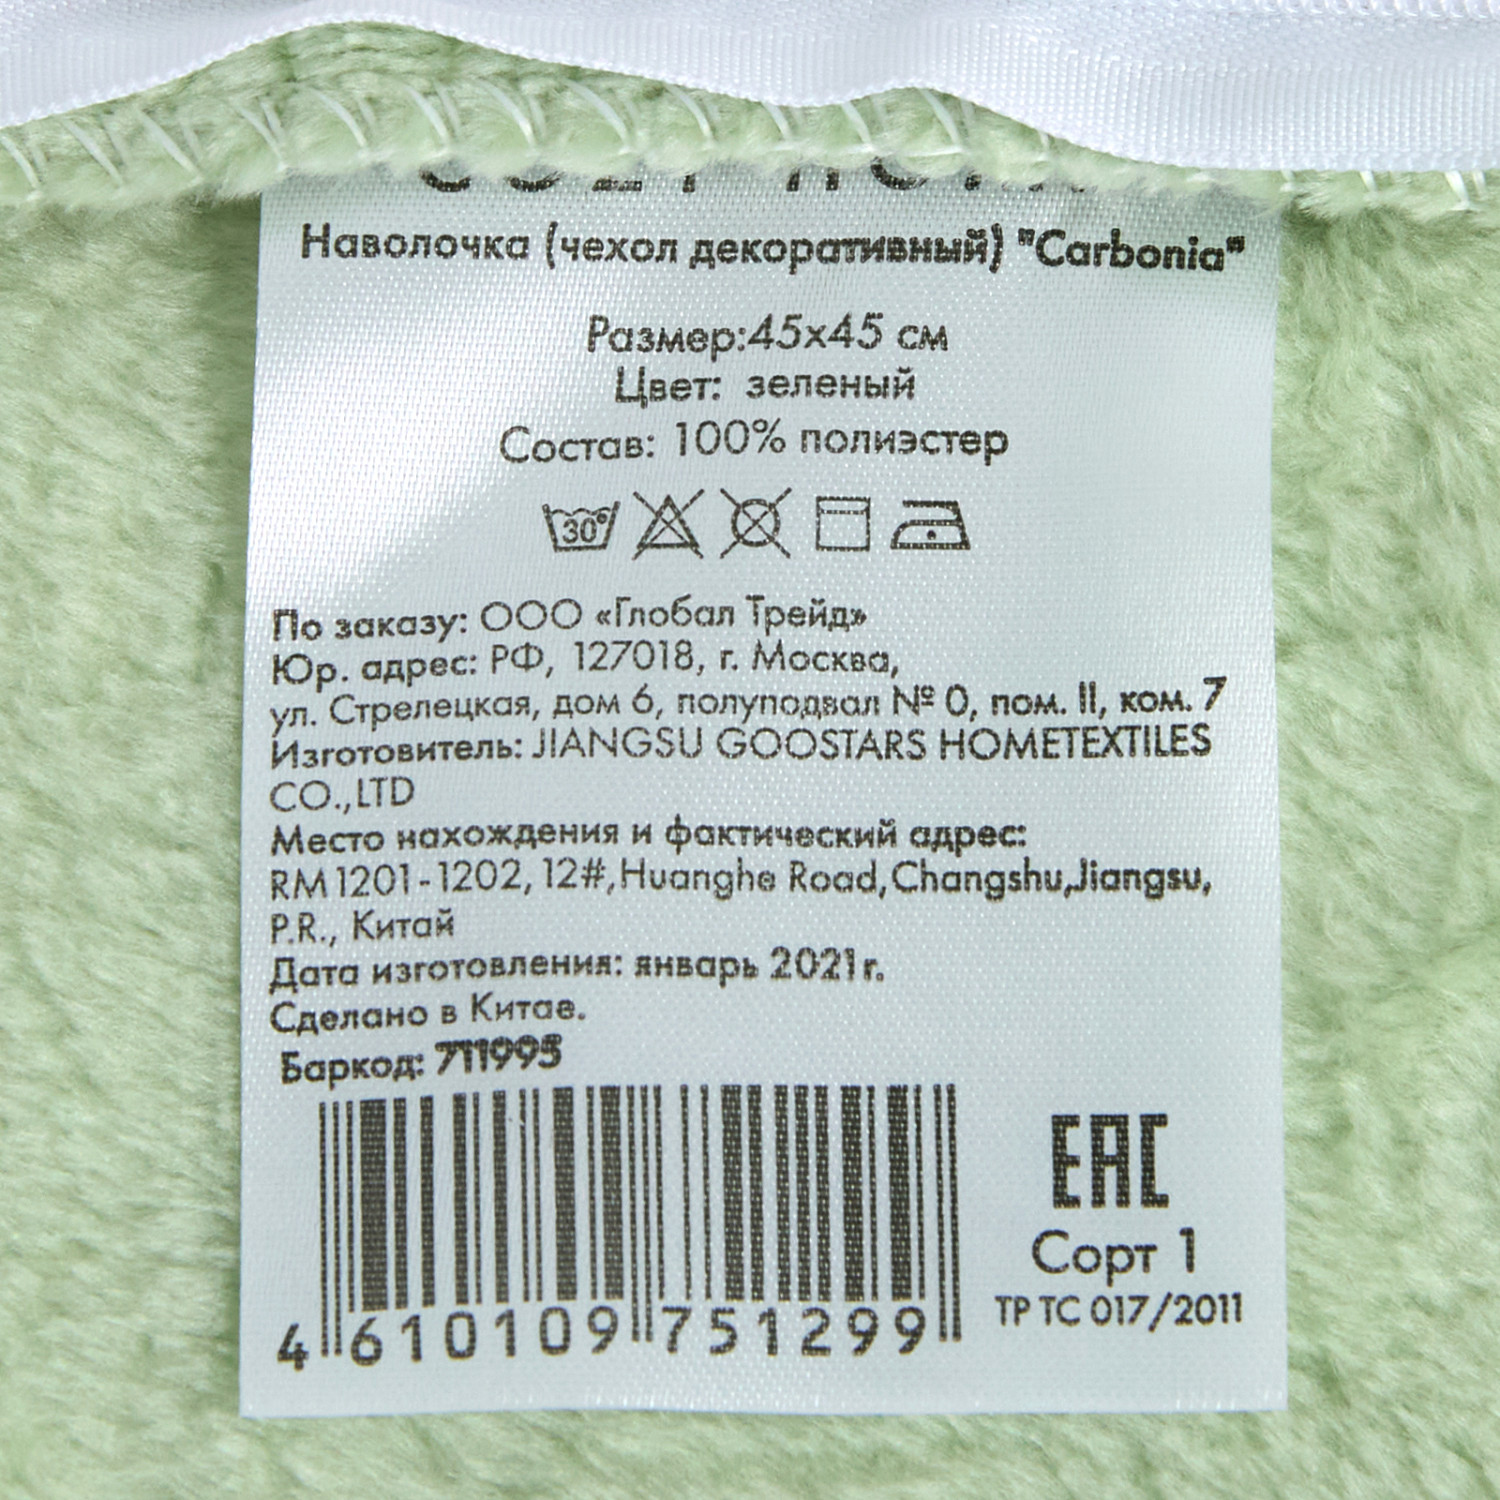 Наволочка (чехол декоративный) "Carbonia"
Размер:45x45 см
Цвет: зеленый
Состав: 100% полиэстер
30°
По заказу: ООО «Глобал Трейд»
Юр. адрес: РФ, 127018, г. Москва,
ул. Стрелецкая, дом 6, полуподвал № 0, пом. II, ком. 7
Изготовитель: JIANGSU GOOSTARS HOMETEXTILES
CO.,LTD
Место нахождения и фактический адрес:
RM1201-1202, 12#,Huanghe Road,Changshu,Jiangsu,
P.R., Китай
Дата изготовления: январь 2021г.
Сделано в Китае.
Баркод: 711995
4 610109 751299
EAC
Сорт 1
ТР ТС 017/2011